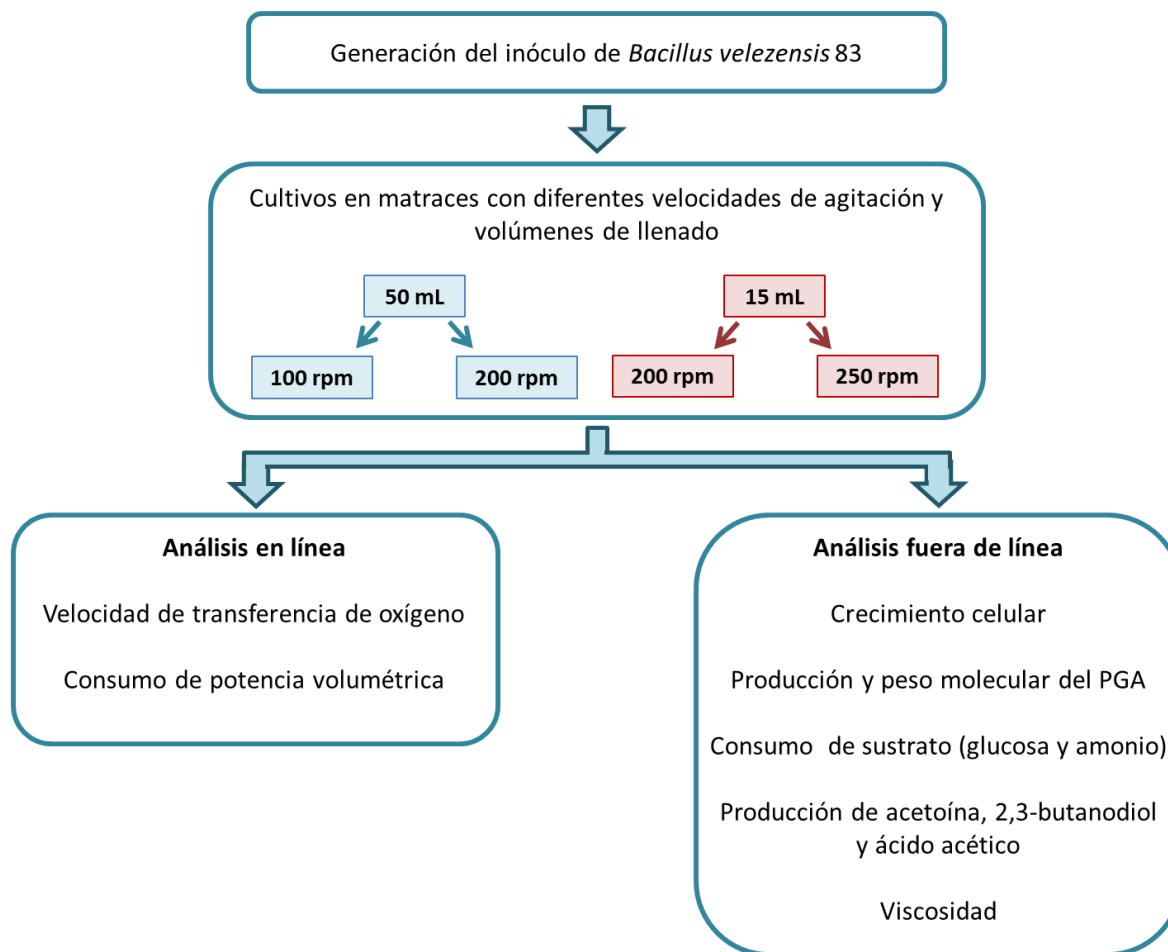 Generación del inóculo de Bacillus velezensis 83
Cultivos en matraces con diferentes velocidades de agitación y
volúmenes de llenado
50 mL
15 mL
100 rpm
200 rpm
200 rpm
250 rpm
Análisis en línea
Velocidad de transferencia de oxígeno
Consumo de potencia volumétrica
Análisis fuera de línea
Crecimiento celular
Producción y peso molecular del PGA
Consumo de sustrato (glucosa y amonio)
Producción de acetoína, 2,3-butanodiol
y ácido acético
Viscosidad